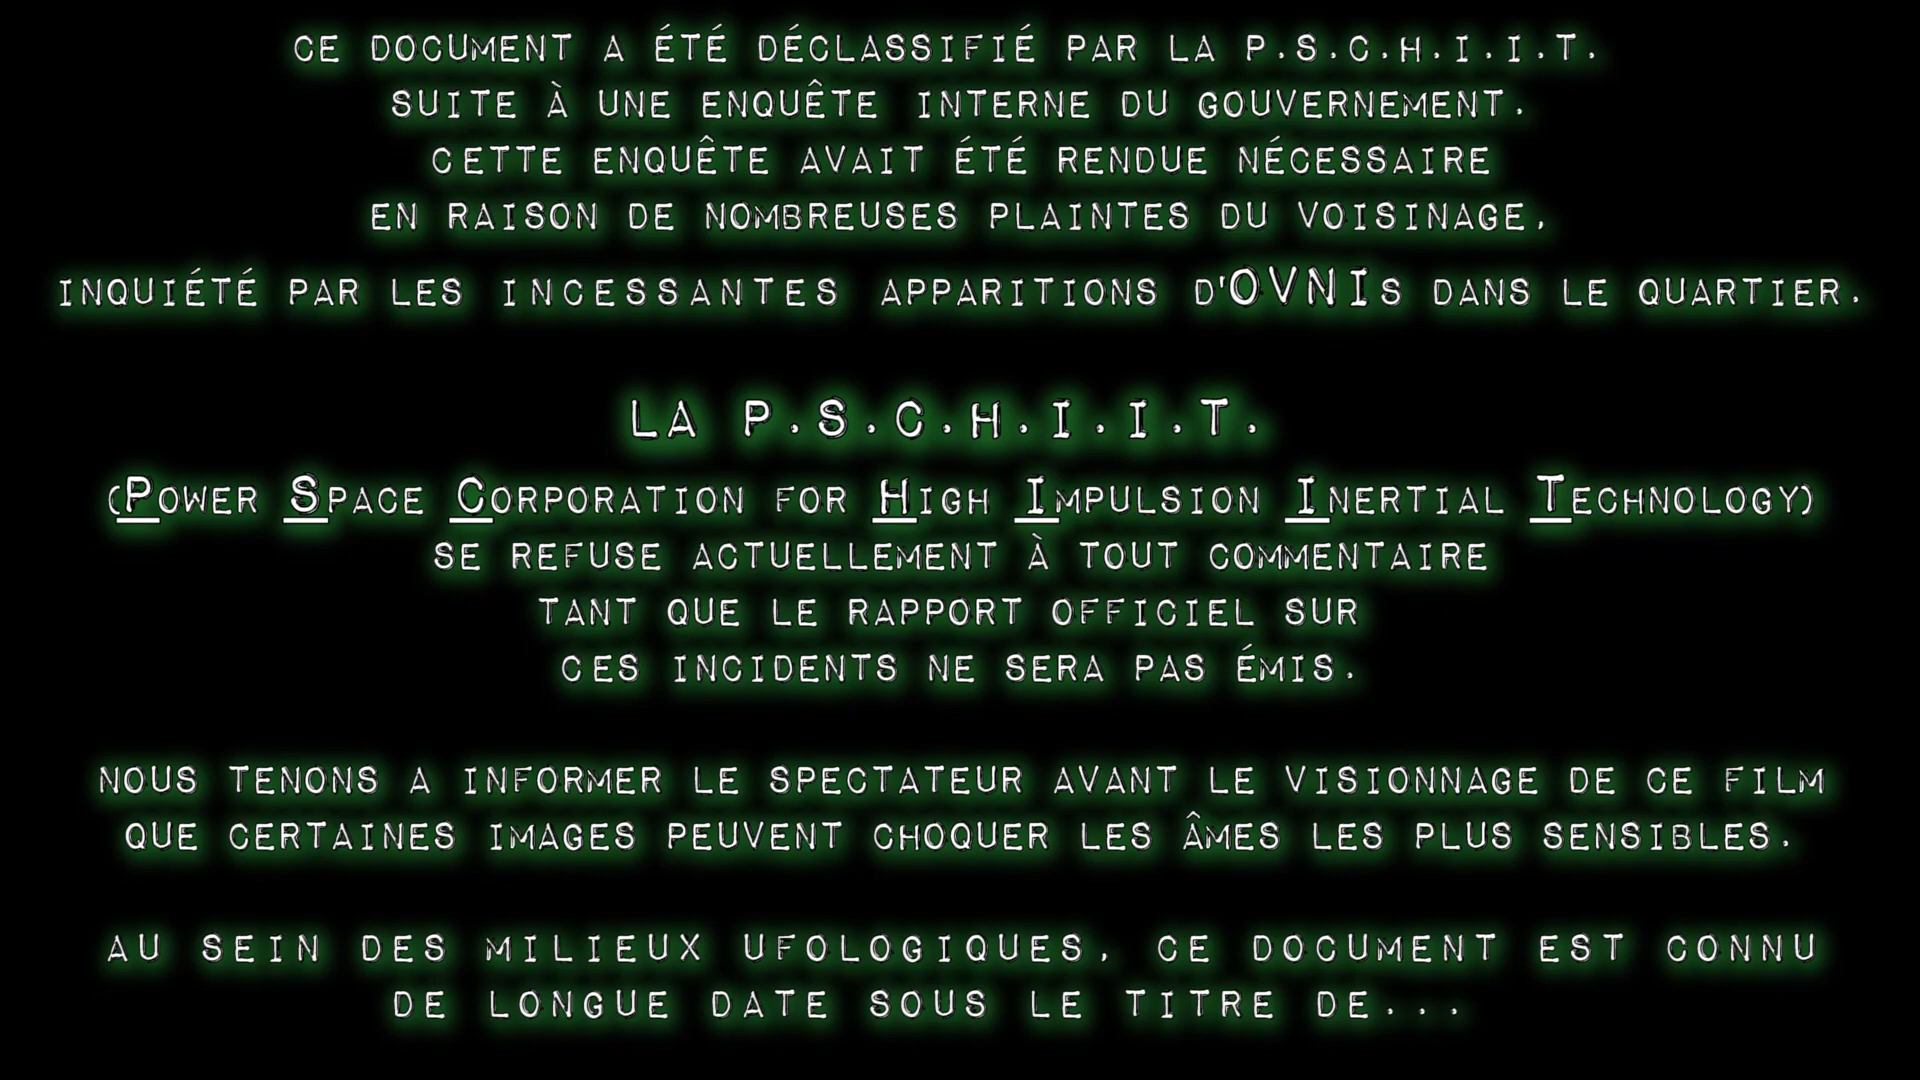 CE DOCUMENT A ÉTÉ DÉCLASSIFIÉ PAR LA P.S.C.H.I.I.T.
SUITE À UNE ENQUÊTE INTERNE DU GOUVERNEMENT.
CETTE ENQUÊTE AVAIT ÉTÉ RENDUE NÉCESSAIRE
EN RAISON DE NOMBREUSES PLAINTES DU VOISINAGE,
INQUIÉTÉ PAR LES INCESSANTES APPARITIONS D'OVNIS DANS LE QUARTIER.
LA P.S.C.H.I.I.T.
(POWER SPACE CORPORATION FOR HIGH IMPULSION INERTIAL TECHNOLOGY)
SE REFUSE ACTUELLEMENT À TOUT COMMENTAIRE
TANT QUE LE RAPPORT OFFICIEL SUR
CES INCIDENTS NE SERA PAS ÉMIS.
NOUS TENONS A INFORMER LE SPECTATEUR AVANT LE VISIONNAGE DE CE FILM
QUE CERTAINES IMAGES PEUVENT CHOQUER LES ÂMES LES PLUS SENSIBLES.
AU SEIN DES MILIEUX UFOLOGIQUES, CE DOCUMENT EST CONNU
DE LONGUE DATE SOUS LE TITRE DE...